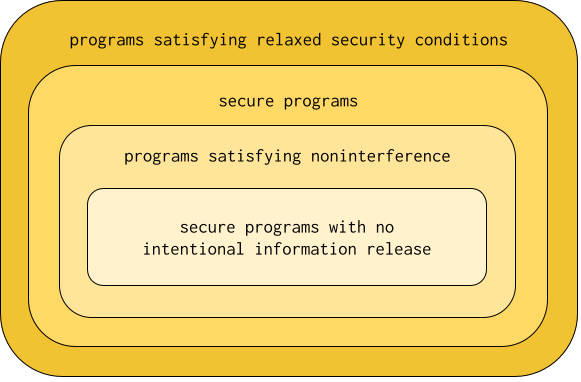 programs satisfying relaxed security conditions
secure programs
programs satisfying noninterference
secure programs with no
intentional information release